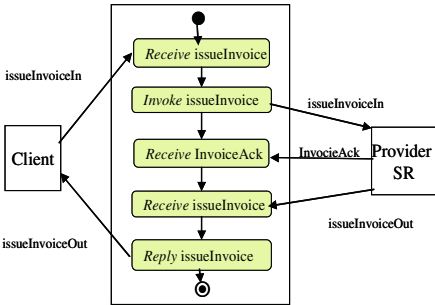 Receive issueInvoice
issueInvoiceIn
Invoke issueInvoice
issueInvoiceIn
Client
Receive InvoiceAck
InvocieAck
Provider
SR
Receive issueInvoice
issueInvoiceOut
issueInvoiceOut
Reply issueInvoice